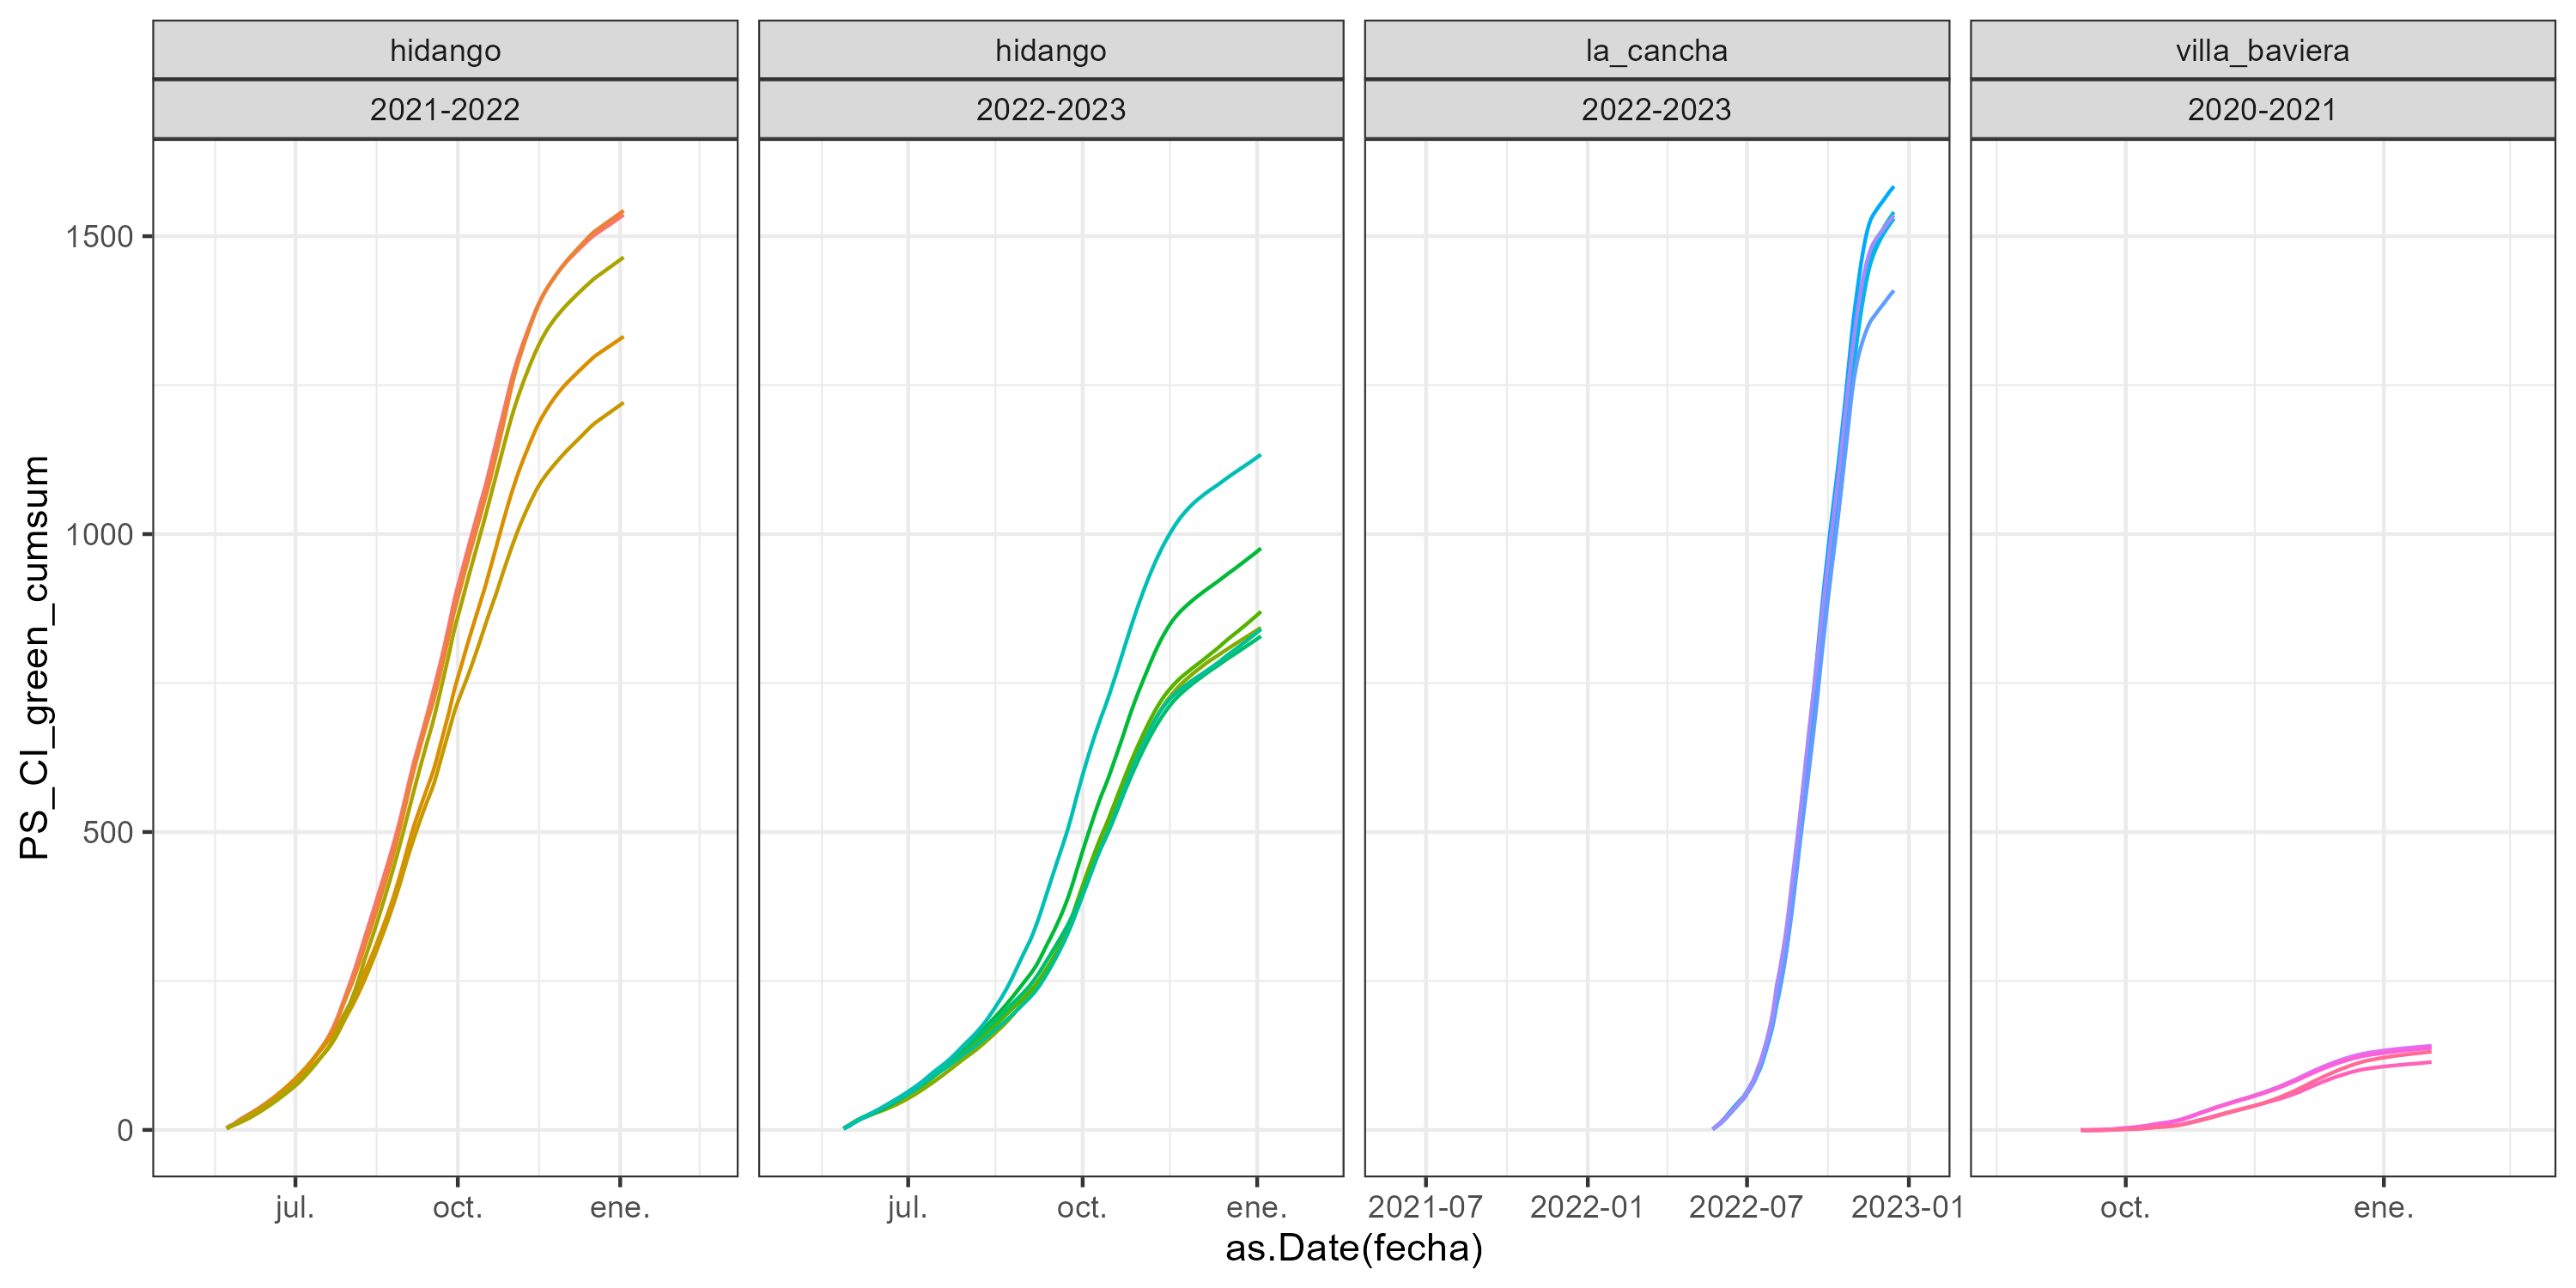 hidango
hidango
la_cancha
villa_baviera
2021-2022
2022-2023
2022-2023
2020-2021
PS_CI_green_cumsum
1500
1000
500
0
jul.
oct.
ene.
jul.
oct.
ene.
2021-07
2022-01
2022-07
2023-01
oct.
ene.
as.Date(fecha)